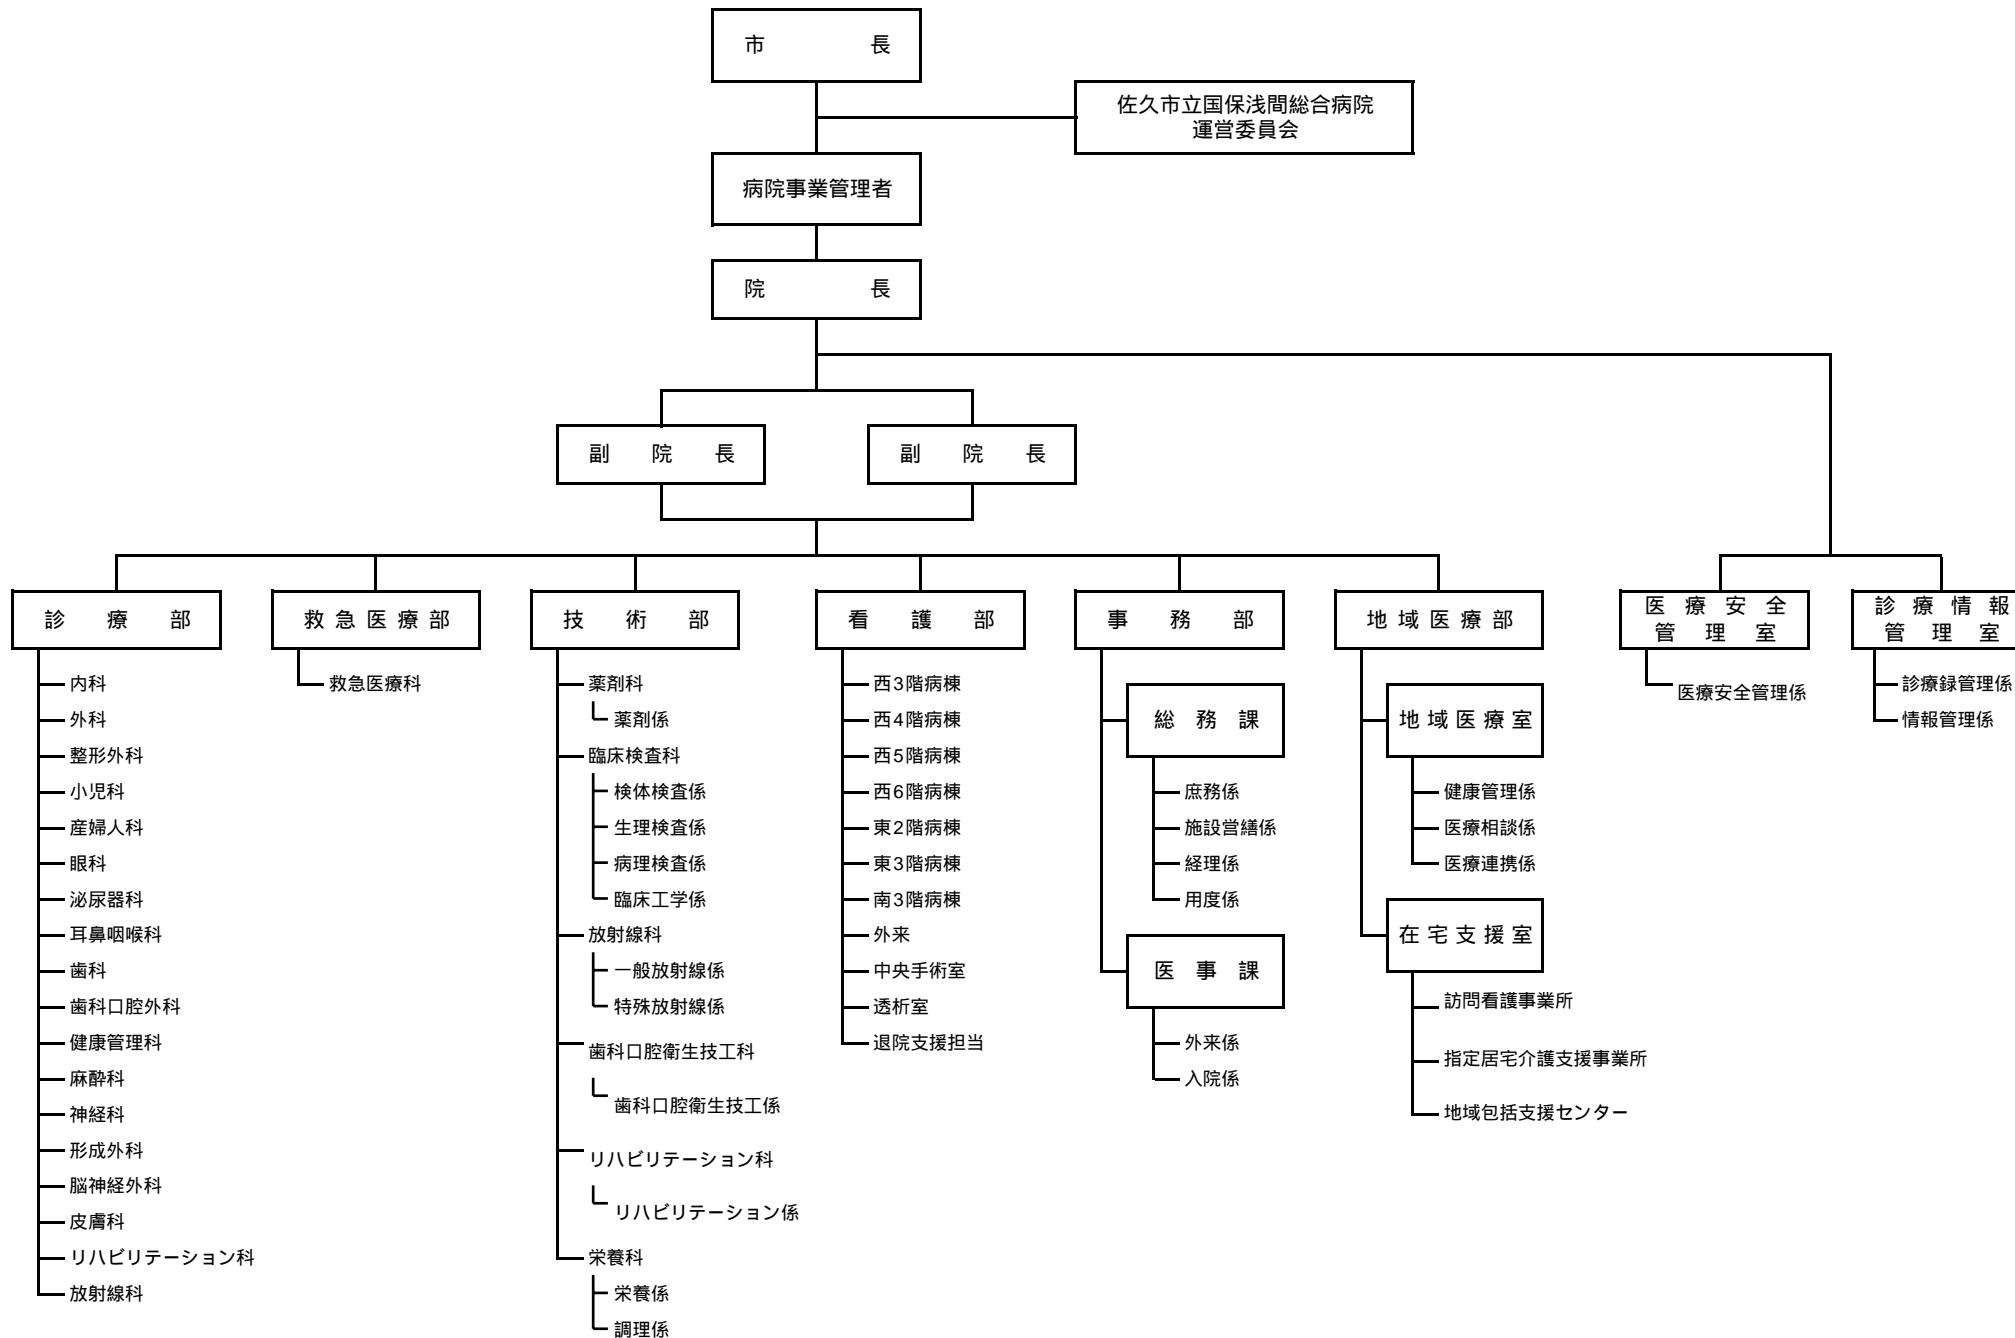 市長
佐久市立国保浅間総合病院
運営委員会
病院事業管理者
院長
副院長
副院長
診療部
内科
外科
整形外科
小児科
産婦人科
眼科
泌尿器科
耳鼻咽喉科
歯科
歯科口腔外科
健康管理科
麻酔科
神経科
形成外科
脳神経外科
皮膚科
リハビリテーション科
放射線科
救急医療部
救急医療科
技術部
薬剤科
薬剤係
臨床検査科
検体検査係
生理検査係
病理検査係
臨床工学係
放射線科
一般放射線係
特殊放射線係
歯科口腔衛生技工科
歯科口腔衛生技工係
リハビリテーション科
リハビリテーション係
栄養科
栄養係
調理係
看護部
西3階病棟
西4階病棟
西5階病棟
西6階病棟
東2階病棟
東3階病棟
南3階病棟
外来
中央手術室
透析室
退院支援担当
事務部
総務課
庶務係
施設営繕係
経理係
用度係
医事課
外来係
入院係
地域医療部
地域医療室
健康管理係
医療相談係
医療連携係
在宅支援室
訪問看護事業所
指定居宅介護支援事業所
地域包括支援センター
医療安全
管理室
医療安全管理係
診療情報
管理室
診療録管理係
情報管理係